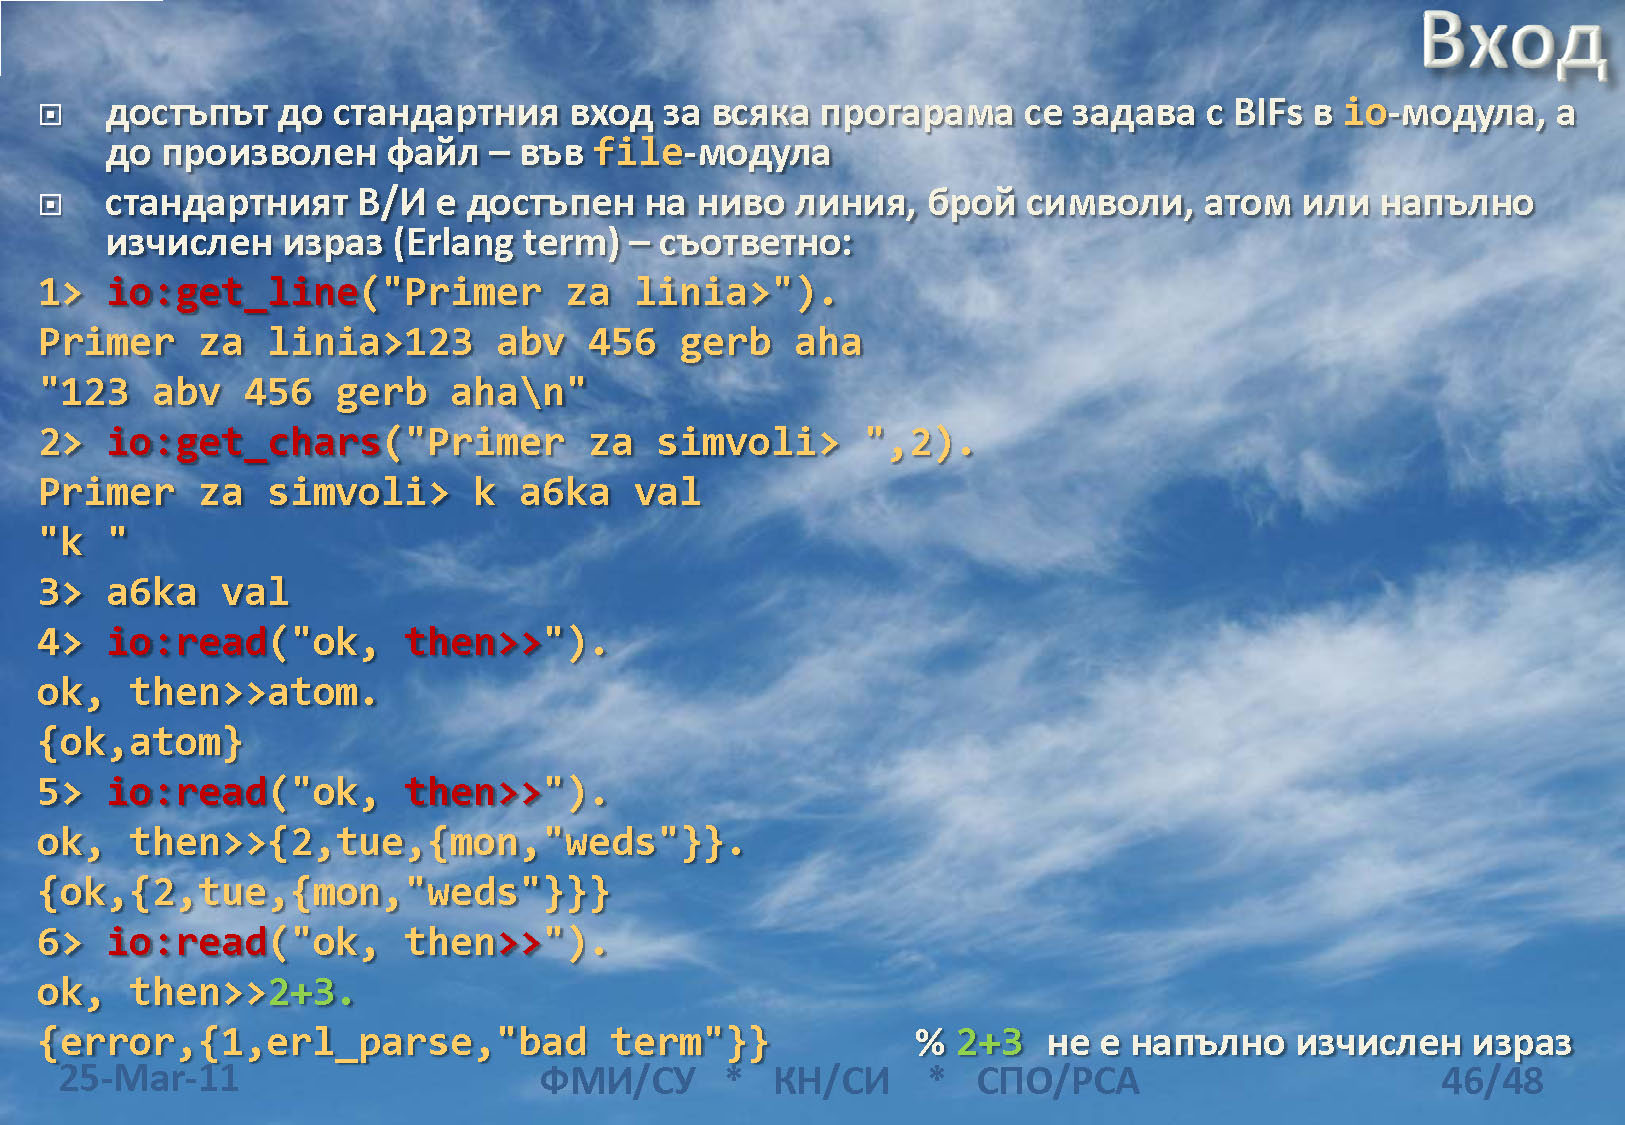 Вход
достъпът до стандартния вход за всяка прогарама се задава с BIFs в io-модула, а
до произволен файл – във file-модула
стандартният В/И е достъпен на ниво линия, брой символи, атом или напълно
изчислен израз (Erlang term) – съответно:
1> io:get_line("Primer za linia>").
Primer za linia>123 abv 456 gerb aha
"123 abv 456 gerb aha\n"
2> io:get_chars("Primer za simvoli> ",2).
Primer za simvoli> k a6ka val
"k "
3> a6ka val
4> io:read("ok, then>>").
ok, then>>atom.
{ok,atom}
5> io:read("ok, then>>").
ok, then>>{2,tue,{mon,"weds"}}.
{ok,{2,tue,{mon,"weds"}}}
6> io:read("ok, then>>").
ok, then>>2+3.
{error,{1,erl_parse,"bad term"}} % 2+3 не е напълно изчислен израз
25-Mar-11 ФМИ/СУ * КН/СИ * СПО/РСА 46/48